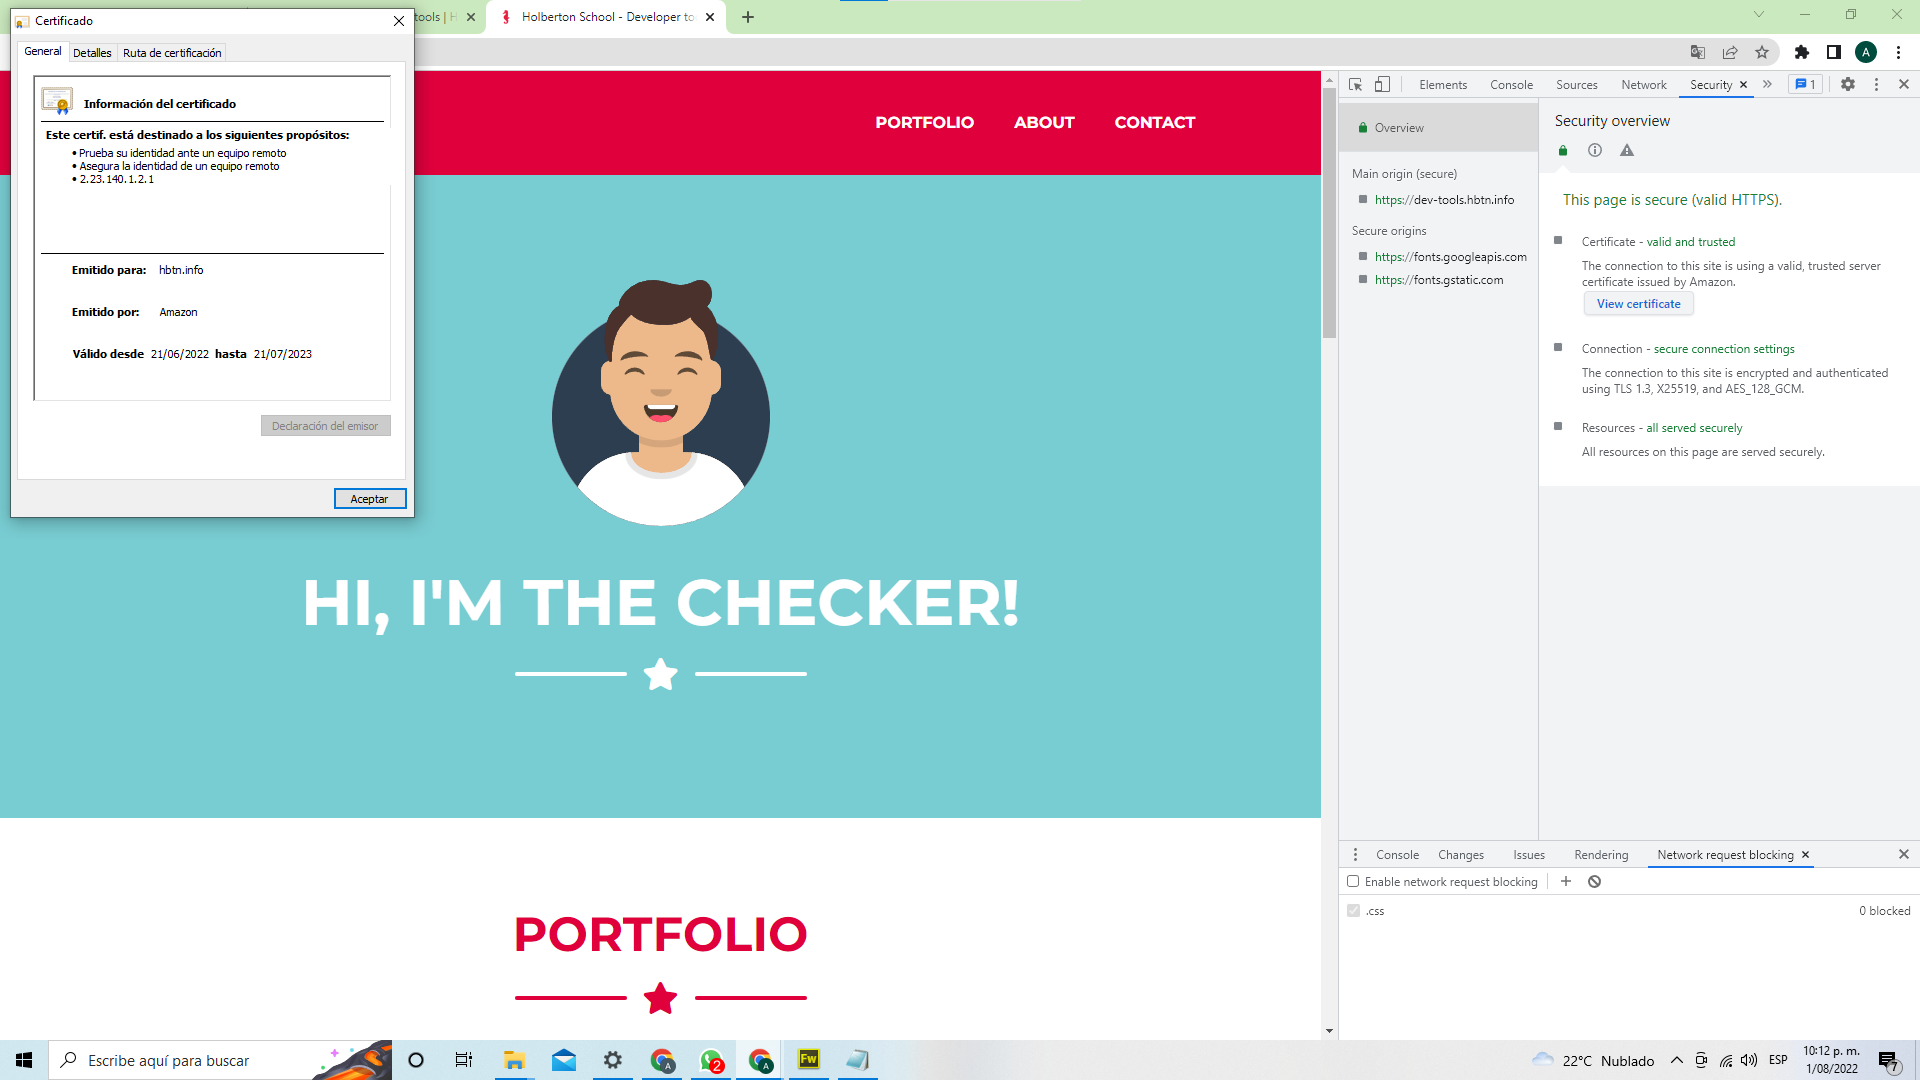 Certificado
General
Detalles
Ruta de certificación
Información del certificado
Este certif. está destinado a los siguientes propósitos:
• Prueba su identidad ante un equipo remoto
• Asegura la identidad de un equipo remoto
• 2.23.140.1.2.1
Emitido para: hbtn.info
Emitido por: Amazon
Válido desde 21/06/2022 hasta 21/07/2023
Declaración del emisor
Aceptar
tools | H
Holberton School - Developer to
A
PORTFOLIO
ABOUT
CONTACT
HI, I'M THE CHECKER!
PORTFOLIO
Elements
Console
Sources
Network
Security
1
Overview
Main origin (secure)
https://dev-tools.hbtn.info
Secure origins
https://fonts.googleapis.com
https://fonts.gstatic.com
Security overview
This page is secure (valid HTTPS).
Certificate - valid and trusted
The connection to this site is using a valid, trusted server
certificate issued by Amazon.
View certificate
Connection - secure connection settings
The connection to this site is encrypted and authenticated
using TLS 1.3, X25519, and AES_128_GCM.
Resources - all served securely
All resources on this page are served securely.
Console
Changes
Issues
Rendering
Network request blocking
Enable network request blocking
.css
0 blocked
Escribe aquí para buscar
A
2
A
Fw
22°C Nublado
ESP
10:12 p. m.
1/08/2022
7